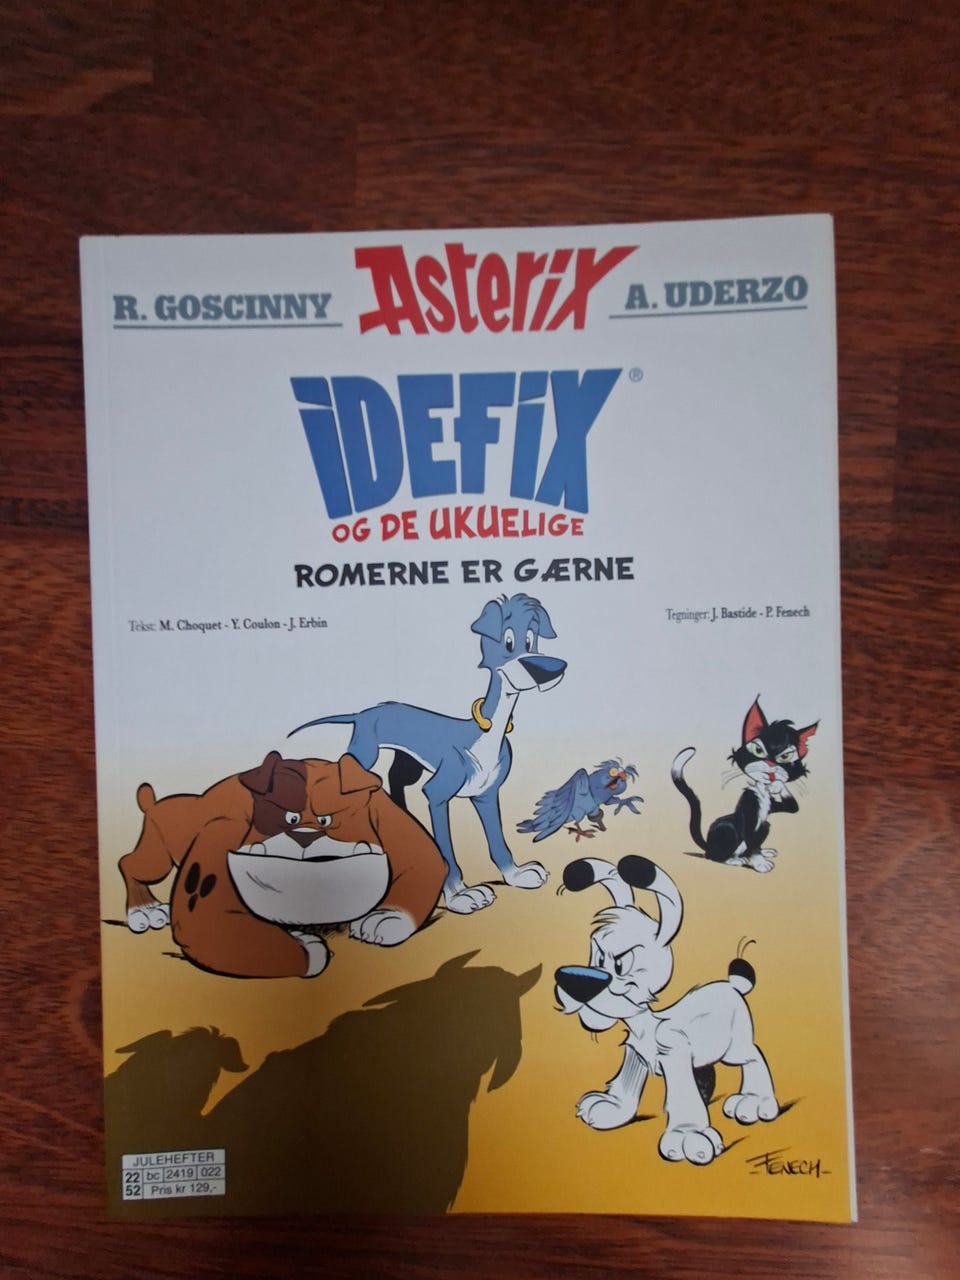 R. GOSCINNY Asterix A. UDERZO
iDEFiX®
OG DE UKUELIGE
ROMERNE ER GÆRNE
Tekst: M. Choquet - Y. Coulon - J. Erbin
Tegninger: J. Bastide - P. Fenech
FENECH
JULEHEFTER
22 bc 2419 022
52 Pris kr 129,-